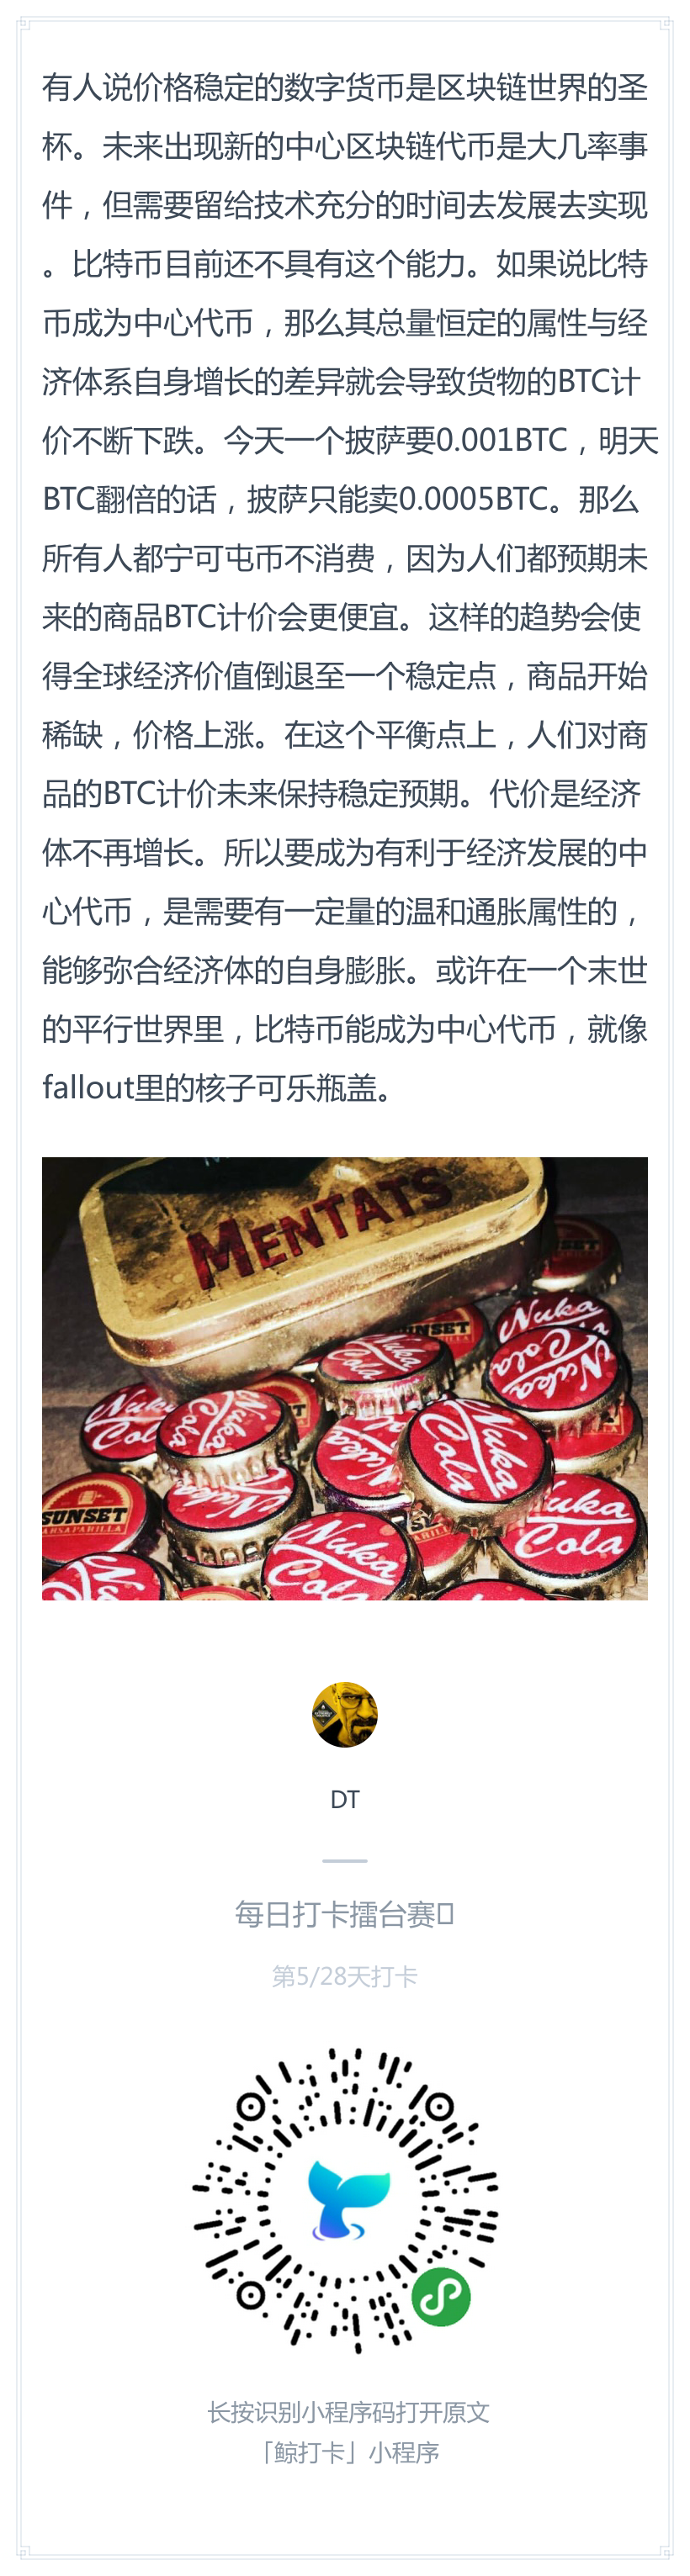 有人说价格稳定的数字货币是区块链世界的圣
杯。未来出现新的中心区块链代币是大几率事
件，但需要留给技术充分的时间去发展去实现
。比特币目前还不具有这个能力。如果说比特
币成为中心代币，那么其总量恒定的属性与经
济体系自身增长的差异就会导致货物的BTC计
价不断下跌。今天一个披萨要0.001BTC，明天
BTC翻倍的话，披萨只能卖0.0005BTC。那么
所有人都宁可屯币不消费，因为人们都预期未
来的商品BTC计价会更便宜。这样的趋势会使
得全球经济价值倒退至一个稳定点，商品开始
稀缺，价格上涨。在这个平衡点上，人们对商
品的BTC计价未来保持稳定预期。代价是经济
体不再增长。所以要成为有利于经济发展的中
心代币，是需要有一定量的温和通胀属性的，
能够弥合经济体的自身膨胀。或许在一个末世
的平行世界里，比特币能成为中心代币，就像
fallout里的核子可乐瓶盖。
MENTATS
SUNSET
Nuka
Cola
Nuka
Cola
Nuka
Cola
Nuka
Cola
Nuka
Cola
Nuka
Cola
SUNSET
Nuka
uka
Cola
Nuka
Cola
DT
每日打卡擂台赛
第5/28天打卡
长按识别小程序码打开原文
「鲸打卡」小程序